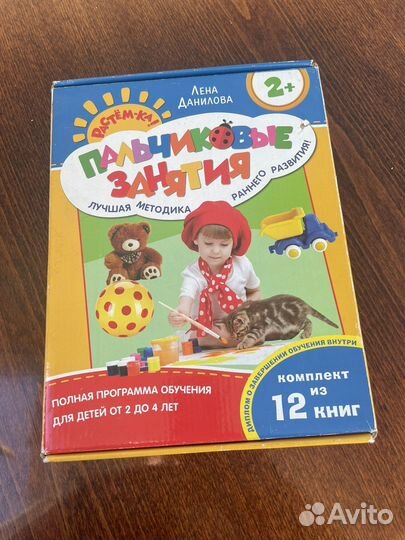 Лена
Данилова
2+
РАСТЁМ-КА!
ПАЛЬЧИКОВЫЕ
ЗАНЯТИЯ
ЛУЧШАЯ МЕТОДИКА РАННЕГО РАЗВИТИЯ!
ПОЛНАЯ ПРОГРАММА ОБУЧЕНИЯ
ДЛЯ ДЕТЕЙ ОТ 2 ДО 4 ЛЕТ
ДИПЛОМ О ЗАВЕРШЕНИИ ОБУЧЕНИЯ ВНУТРИ
КОМПЛЕКТ
ИЗ
12 КНИГ
Avito